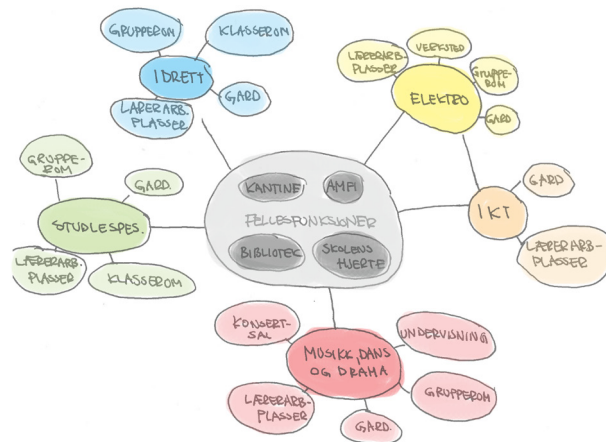 GRUPPEROM
KLASSEROM
IDRETT
GARD
LÆRERARB.
PLASSER
LÆRERARB-
PLASSER
VERKSTED
GRUPPE-
ROM
ELEKTRO
GARD
GRUPPE-
ROM
GARD.
STUD.SPES.
LÆRERARB.
PLASSER
KLASSEROM
KANTINE
AMFI
FELLESFUNKSJONER
BIBLIOTEK
SKOLENS
HJERTE
GARD
IKT
LÆRERARB-
PLASSER
KONSERT-
SAL
MUSIKK, DANS
OG DRAMA
UNDERVISNING
LÆRERARB-
PLASSER
GRUPPEROM
GARD.